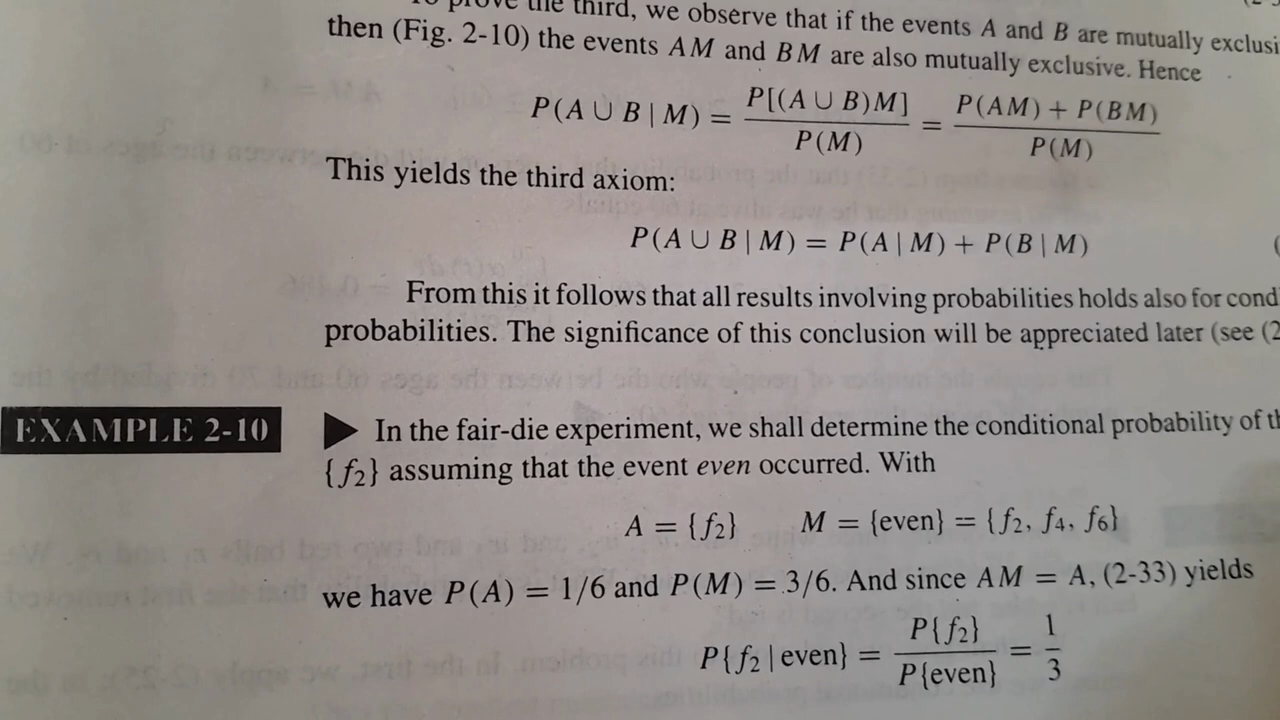 prove the third, we observe that if the events A and B are mutually exclusi
then (Fig. 2-10) the events AM and BM are also mutually exclusive. Hence
P(A ∪ B | M) = P[(A ∪ B)M] / P(M) = P(AM) + P(BM) / P(M)
This yields the third axiom:
P(A ∪ B | M) = P(A | M) + P(B | M)
From this it follows that all results involving probabilities holds also for cond
probabilities. The significance of this conclusion will be appreciated later (see (2
EXAMPLE 2-10 ▶ In the fair-die experiment, we shall determine the conditional probability of th
{f₂} assuming that the event even occurred. With
A = {f₂} M = {even} = {f₂, f₄, f₆}
we have P(A) = 1/6 and P(M) = 3/6. And since AM = A, (2-33) yields
P{f₂ | even} = P{f₂} / P{even} = 1/3